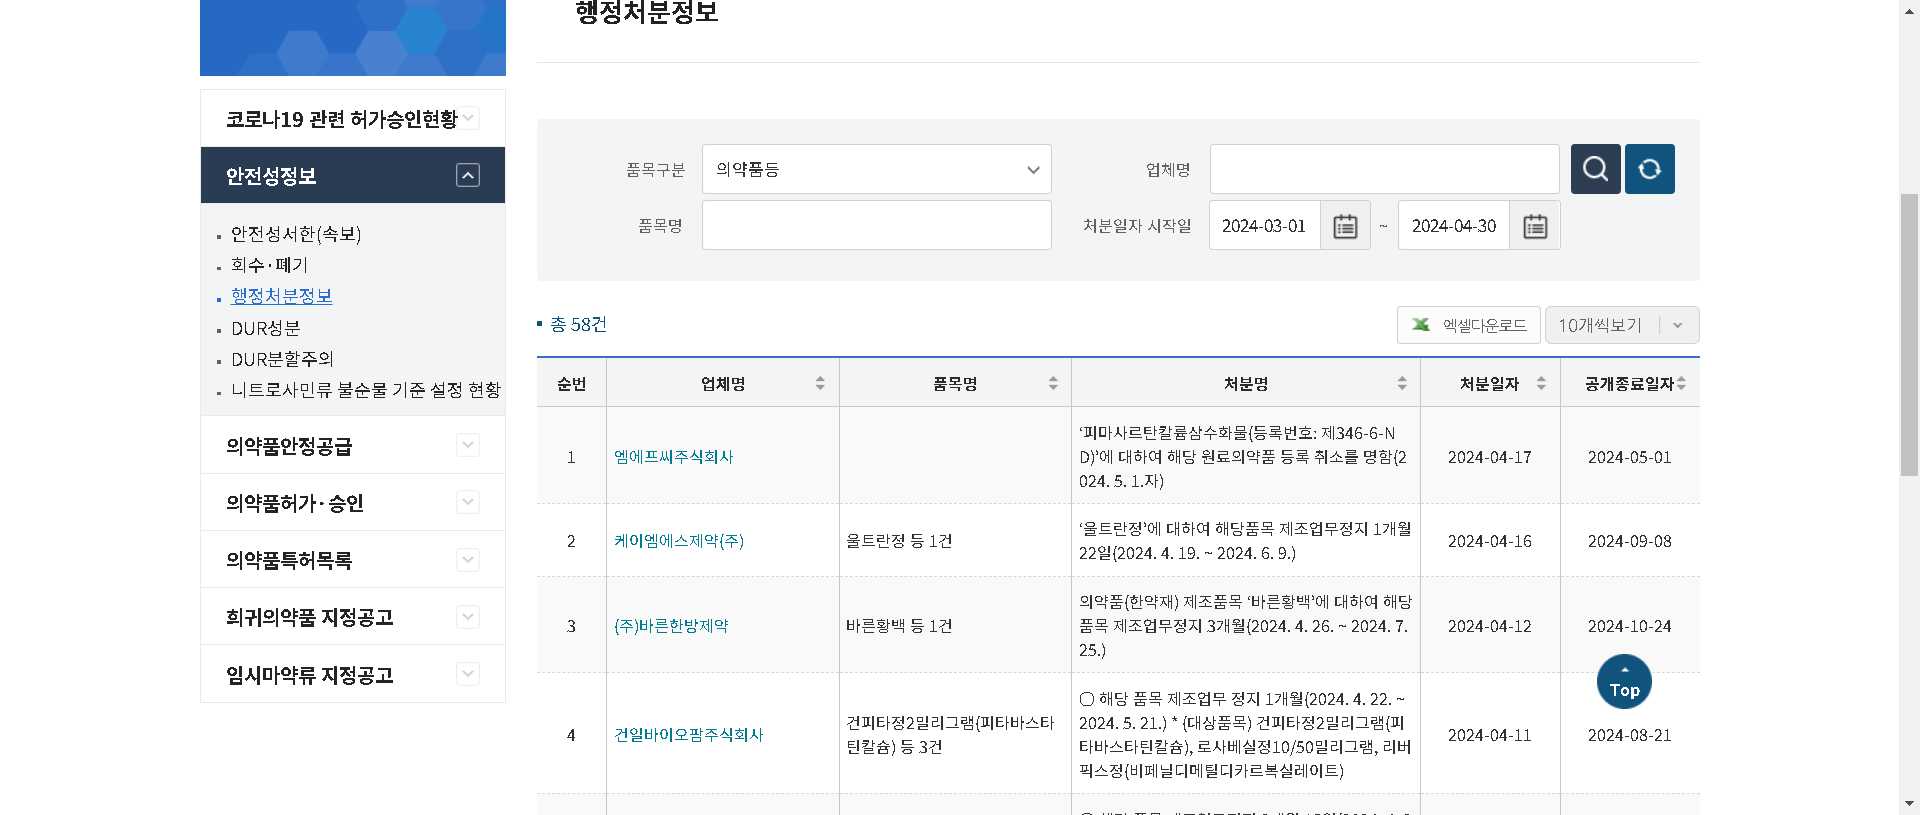 행정처분정보
코로나19 관련 허가승인현황
안전성정보
안전성서한(속보)
회수·폐기
행정처분정보
DUR성분
DUR분할주의
니트로사민류 불순물 기준 설정 현황
의약품안정공급
의약품허가·승인
의약품특허목록
희귀의약품 지정공고
임시마약류 지정공고
품목구분 의약품등 업체명
품목명 처분일자 시작일 2024-03-01 ~ 2024-04-30
총 58건 엑셀다운로드 10개씩보기
순번 업체명 품목명 처분명 처분일자 공개종료일자
1 엠에프씨주식회사
‘피마사르탄칼륨삼수화물(등록번호: 제346-6-N
D)’에 대하여 해당 원료의약품 등록 취소를 명함(2
024. 5. 1.자)
2024-04-17 2024-05-01
2 케이엠에스제약(주) 울트란정 등 1건
‘울트란정’에 대하여 해당품목 제조업무정지 1개월
22일(2024. 4. 19. ~ 2024. 6. 9.)
2024-04-16 2024-09-08
3 (주)바른한방제약 바른황백 등 1건
의약품(한약재) 제조품목 ‘바른황백’에 대하여 해당
품목 제조업무정지 3개월(2024. 4. 26. ~ 2024. 7.
25.)
2024-04-12 2024-10-24
4 건일바이오팜주식회사
건피타정2밀리그램(피타바스타
틴칼슘) 등 3건
○ 해당 품목 제조업무 정지 1개월(2024. 4. 22. ~
2024. 5. 21.) * (대상품목) 건피타정2밀리그램(피
타바스타틴칼슘), 로사베실정10/50밀리그램, 리버
픽스정(비페닐디메틸디카르복실레이트)
2024-04-11 2024-08-21
Top